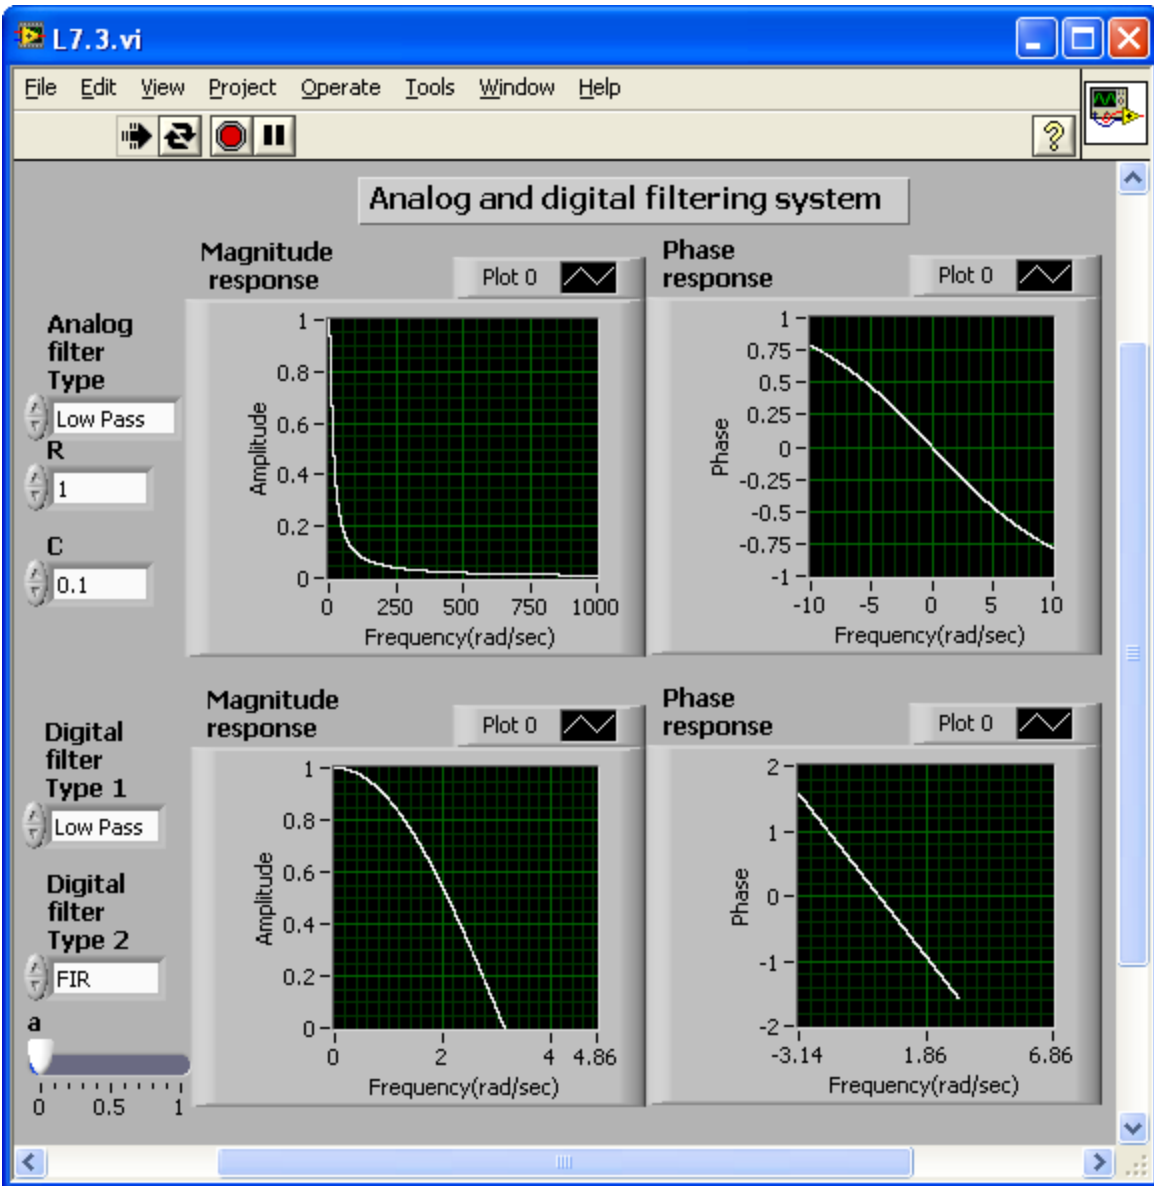 L7.3.vi
File Edit View Project Operate Tools Window Help
?
Analog and digital filtering system
Magnitude
response
Plot 0
Phase
response
Plot 0
Analog
filter
Type
Low Pass
R
1
C
0.1
1
0.8
0.6
0.4
0.2
0
Amplitude
0 250 500 750 1000
Frequency(rad/sec)
1
0.75
0.5
0.25
0
-0.25
-0.5
-0.75
-1
Phase
-10 -5 0 5 10
Frequency(rad/sec)
Magnitude
response
Plot 0
Phase
response
Plot 0
Digital
filter
Type 1
Low Pass
Digital
filter
Type 2
FIR
a
0 0.5 1
1
0.8
0.6
0.4
0.2
0
Amplitude
0 2 4 4.86
Frequency(rad/sec)
2
1
0
-1
-2
Phase
-3.14 1.86 6.86
Frequency(rad/sec)